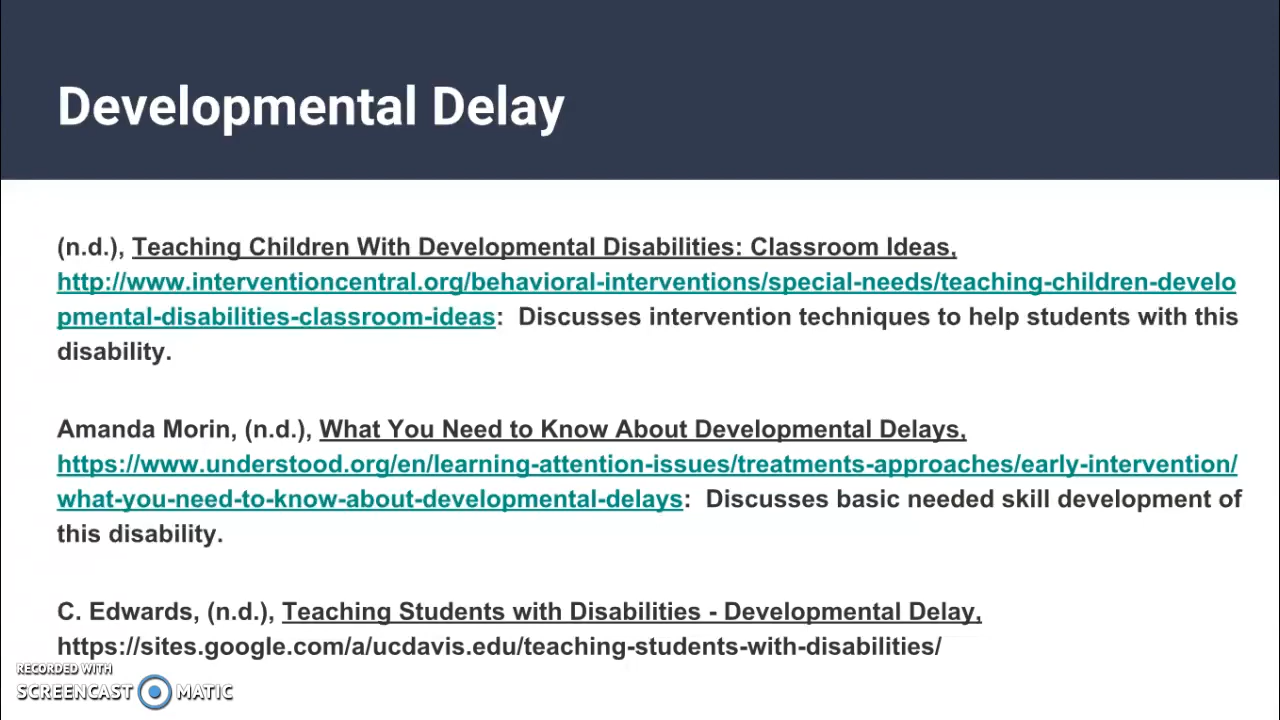 Developmental Delay
(n.d.), Teaching Children With Developmental Disabilities: Classroom Ideas,
http://www.interventioncentral.org/behavioral-interventions/special-needs/teaching-children-develo
pmental-disabilities-classroom-ideas:  Discusses intervention techniques to help students with this
disability.
Amanda Morin, (n.d.), What You Need to Know About Developmental Delays,
https://www.understood.org/en/learning-attention-issues/treatments-approaches/early-intervention/
what-you-need-to-know-about-developmental-delays:  Discusses basic needed skill development of
this disability.
C. Edwards, (n.d.), Teaching Students with Disabilities - Developmental Delay,
https://sites.google.com/a/ucdavis.edu/teaching-students-with-disabilities/
RECORDED WITH
SCREENCAST MATIC